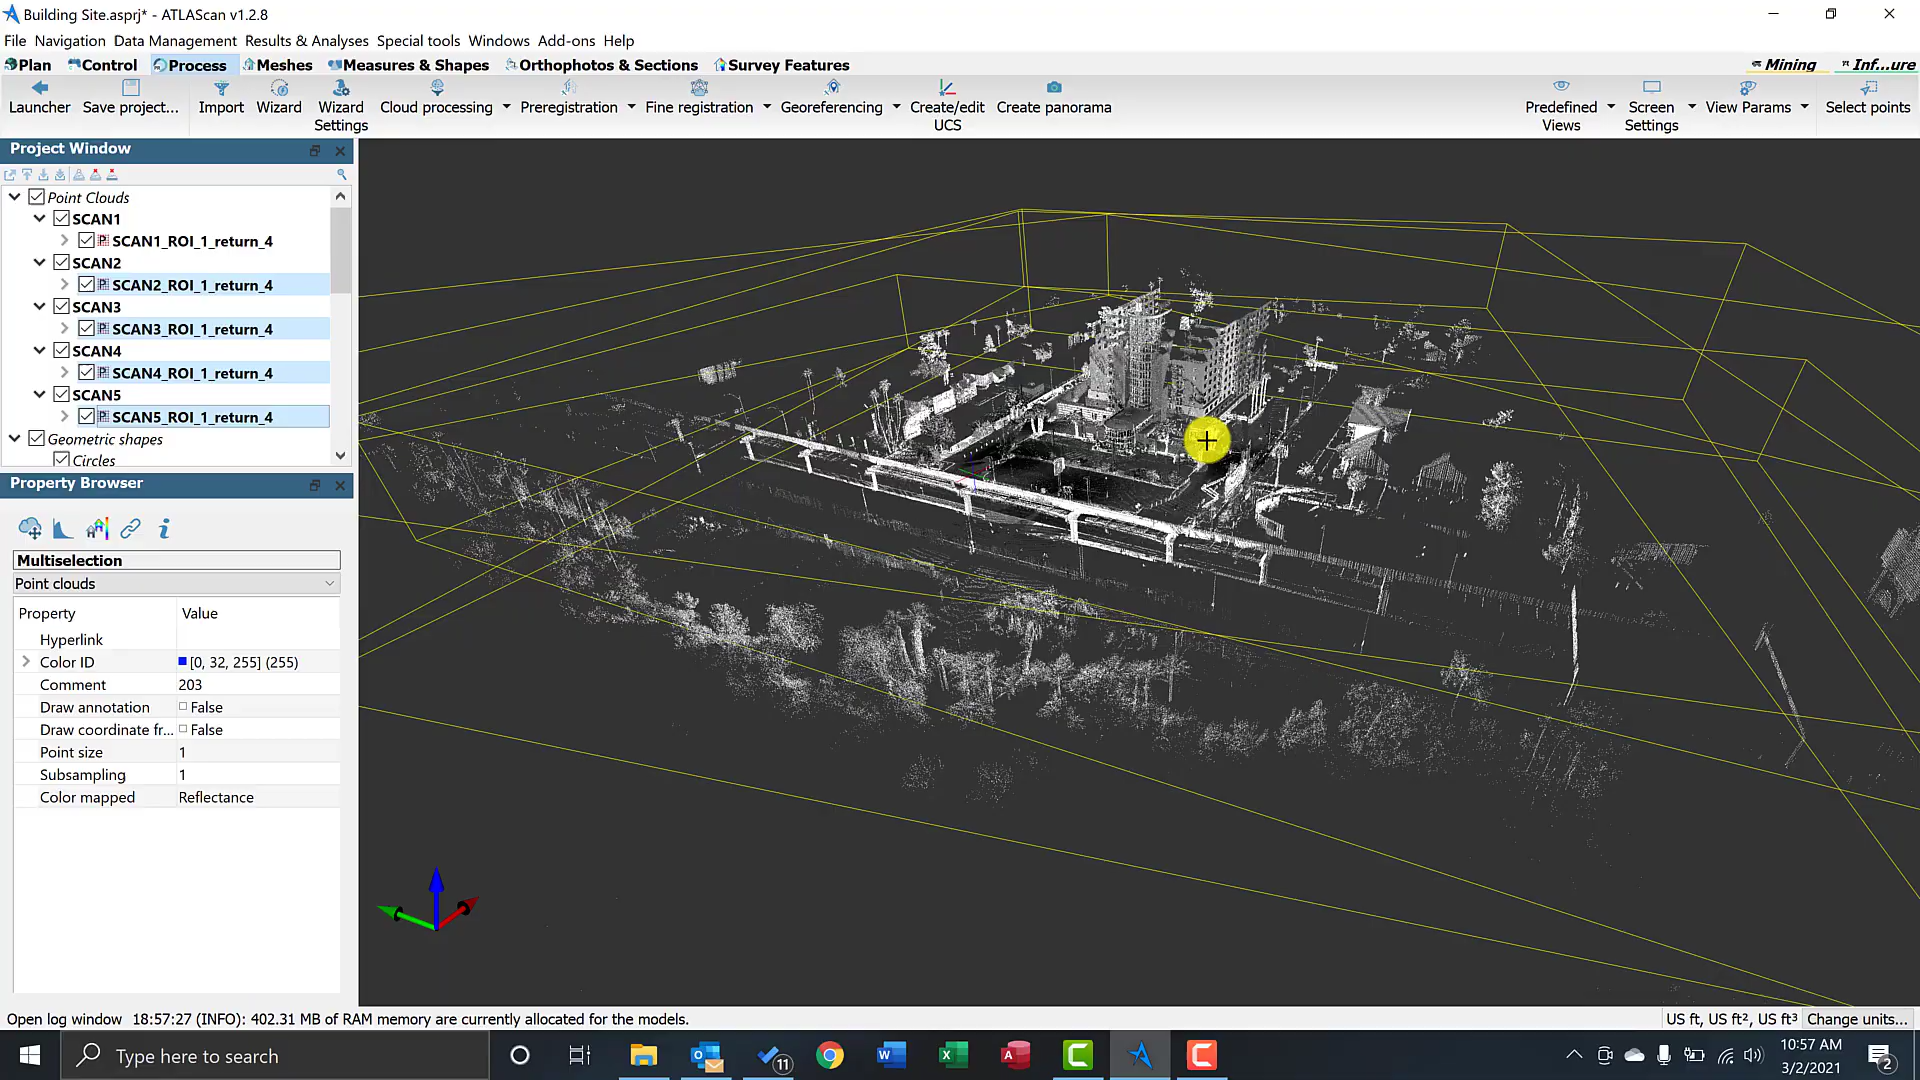 Building Site.asprj* - ATLAScan v1.2.8
File Navigation Data Management Results & Analyses Special tools Windows Add-ons Help
Plan Control Process Meshes Measures & Shapes Orthophotos & Sections Survey Features Mining Inf...ure
Launcher Save project... Import Wizard Wizard Settings Cloud processing Preregistration Fine registration Georeferencing Create/edit UCS Create panorama Predefined Views Screen Settings View Params Select points
Project Window
Point Clouds
SCAN1
SCAN1_ROI_1_return_4
SCAN2
SCAN2_ROI_1_return_4
SCAN3
SCAN3_ROI_1_return_4
SCAN4
SCAN4_ROI_1_return_4
SCAN5
SCAN5_ROI_1_return_4
Geometric shapes
Circles
Property Browser
Multiselection
Point clouds
Property Value
Hyperlink
Color ID [0, 32, 255] (255)
Comment 203
Draw annotation False
Draw coordinate fr... False
Point size 1
Subsampling 1
Color mapped Reflectance
Open log window 18:57:27 (INFO): 402.31 MB of RAM memory are currently allocated for the models. US ft, US ft², US ft³ Change units...
Type here to search
11
10:57 AM
3/2/2021
2